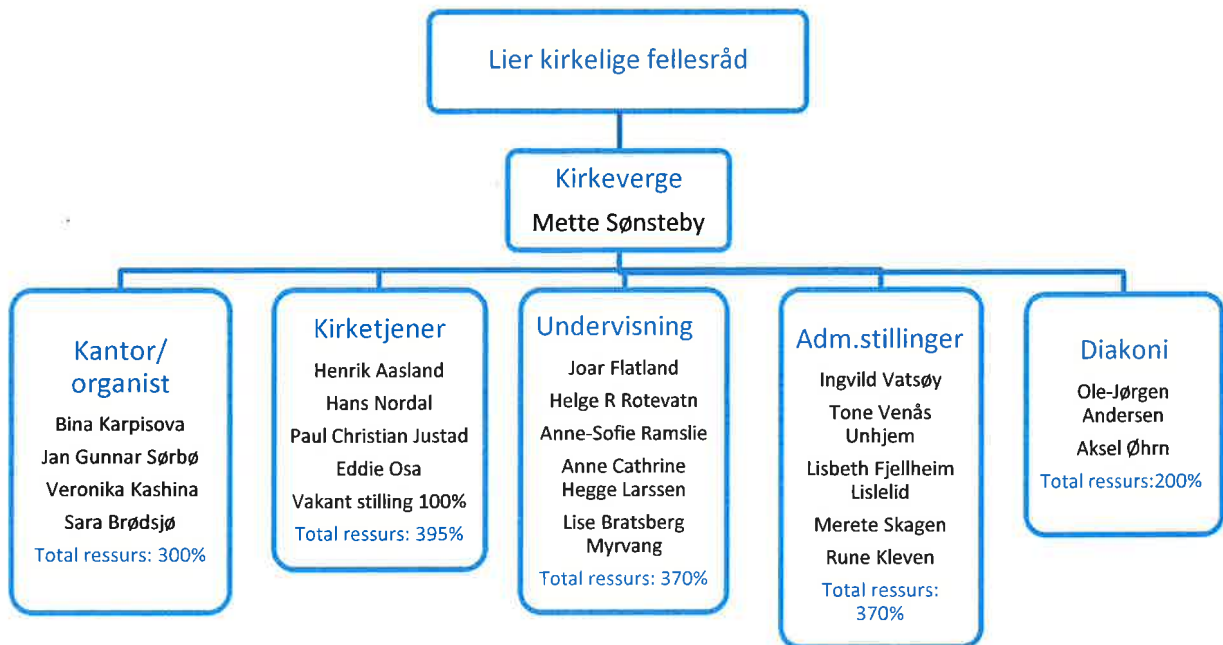 Lier kirkelige fellesråd
Kirkeverge
Mette Sønsteby
Kantor/
organist
Bina Karpisova
Jan Gunnar Sørbø
Veronika Kashina
Sara Brødsjø
Total ressurs: 300%
Kirketjener
Henrik Aasland
Hans Nordal
Paul Christian Justad
Eddie Osa
Vakant stilling 100%
Total ressurs: 395%
Undervisning
Joar Flatland
Helge R Rotevatn
Anne-Sofie Ramslie
Anne Cathrine
Hegge Larssen
Lise Bratsberg
Myrvang
Total ressurs: 370%
Adm.stillinger
Ingvild Vatsøy
Tone Venås
Unhjem
Lisbeth Fjellheim
Lislelid
Merete Skagen
Rune Kleven
Total ressurs:
370%
Diakoni
Ole-Jørgen
Andersen
Aksel Øhrn
Total ressurs:200%